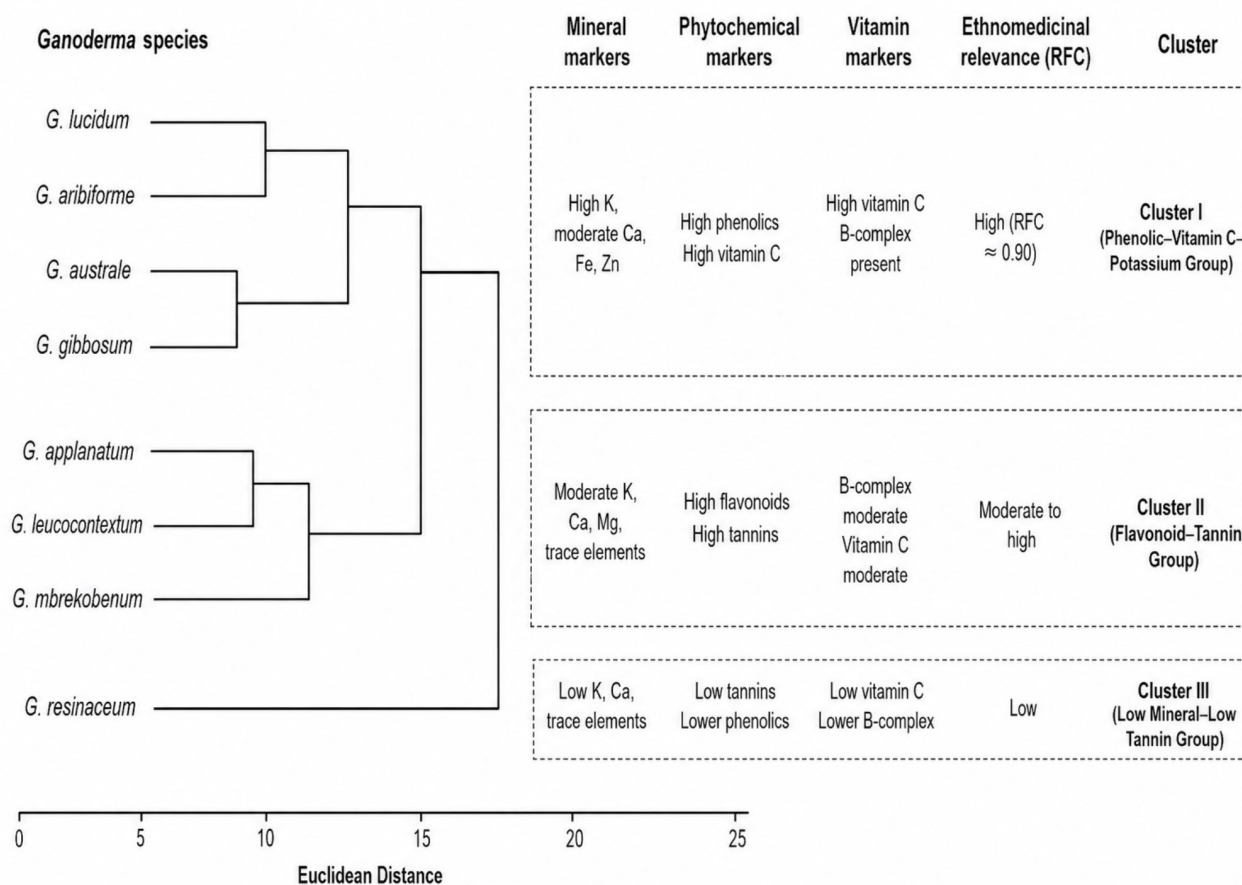 Ganoderma species
Mineral
markers
Phytochemical
markers
Vitamin
markers
Ethnomedicinal
relevance (RFC)
Cluster
G. lucidum
G. aribiforme
G. australe
G. gibbosum
High K,
moderate Ca,
Fe, Zn
High phenolics
High vitamin C
High vitamin C
B-complex
present
High (RFC
≈ 0.90)
Cluster I
(Phenolic–Vitamin C–
Potassium Group)
G. applanatum
G. leucocontextum
G. mbrekobenum
Moderate K,
Ca, Mg,
trace elements
High flavonoids
High tannins
B-complex
moderate
Vitamin C
moderate
Moderate to
high
Cluster II
(Flavonoid–Tannin
Group)
G. resinaceum
Low K, Ca,
trace elements
Low tannins
Lower phenolics
Low vitamin C
Lower B-complex
Low
Cluster III
(Low Mineral–Low
Tannin Group)
0 5 10 15 20 25
Euclidean Distance